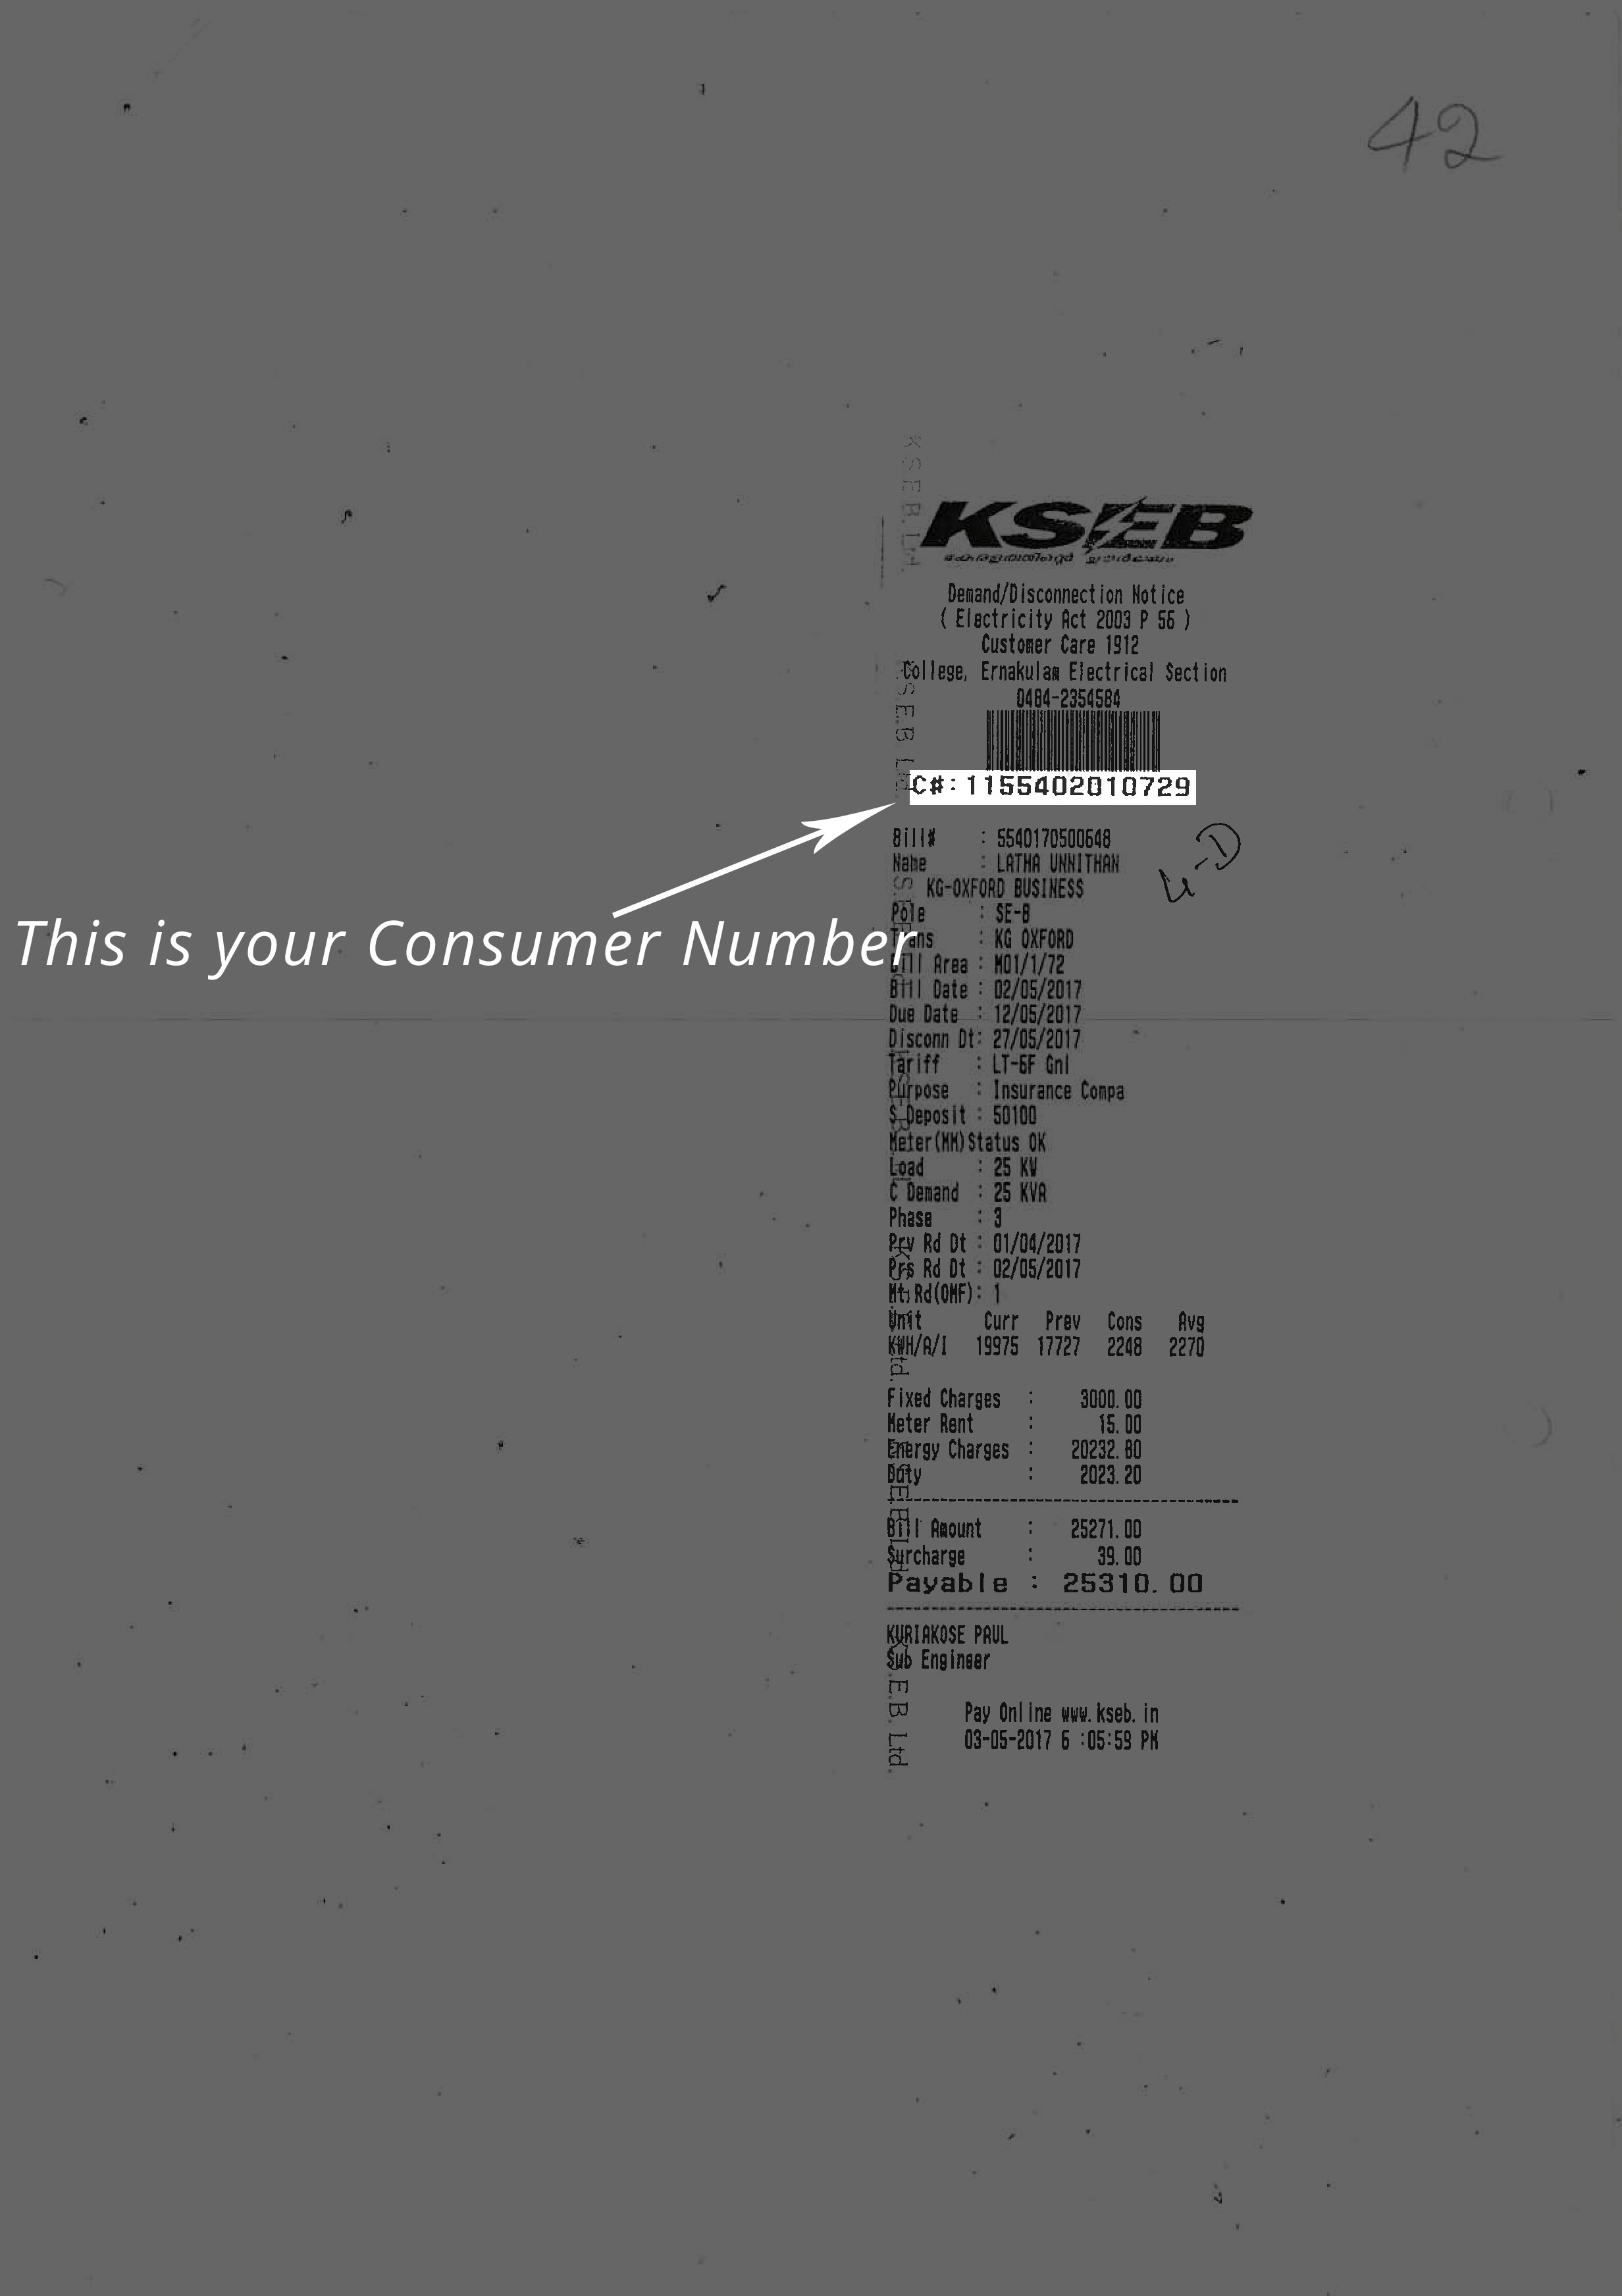 42
KSEB
Demand/Disconnection Notice
( Electricity Act 2003 P 56 )
Customer Care 1912
College, Ernakulam Electrical Section
0484-2354584
C#:1155402010729
Bill# : 5540170500648
Name : LATHA UNNITHAN
KG-OXFORD BUSINESS
Pole : SE-8
Trans : KG OXFORD
This is your Consumer Number
Bill Area : M01/1/72
Bill Date : 02/05/2017
Due Date : 12/05/2017
Disconn Dt: 27/05/2017
Tariff : LT-6F Gnl
Purpose : Insurance Compa
S Deposit : 50100
Meter(MM)Status OK
Load : 25 KW
C Demand : 25 KVA
Phase : 3
Prv Rd Dt : 01/04/2017
Prs Rd Dt : 02/05/2017
Mt Rd(OMF): 1
Unit Curr Prev Cons Avg
KWH/A/I 19975 17727 2248 2270
Fixed Charges : 3000.00
Meter Rent : 15.00
Energy Charges : 20232.80
Duty : 2023.20
Bill Amount : 25271.00
Surcharge : 39.00
Payable : 25310.00
KURIAKOSE PAUL
Sub Engineer
Pay Online www.kseb.in
03-05-2017 6 :05:59 PM
K.S.E.B. Ltd.